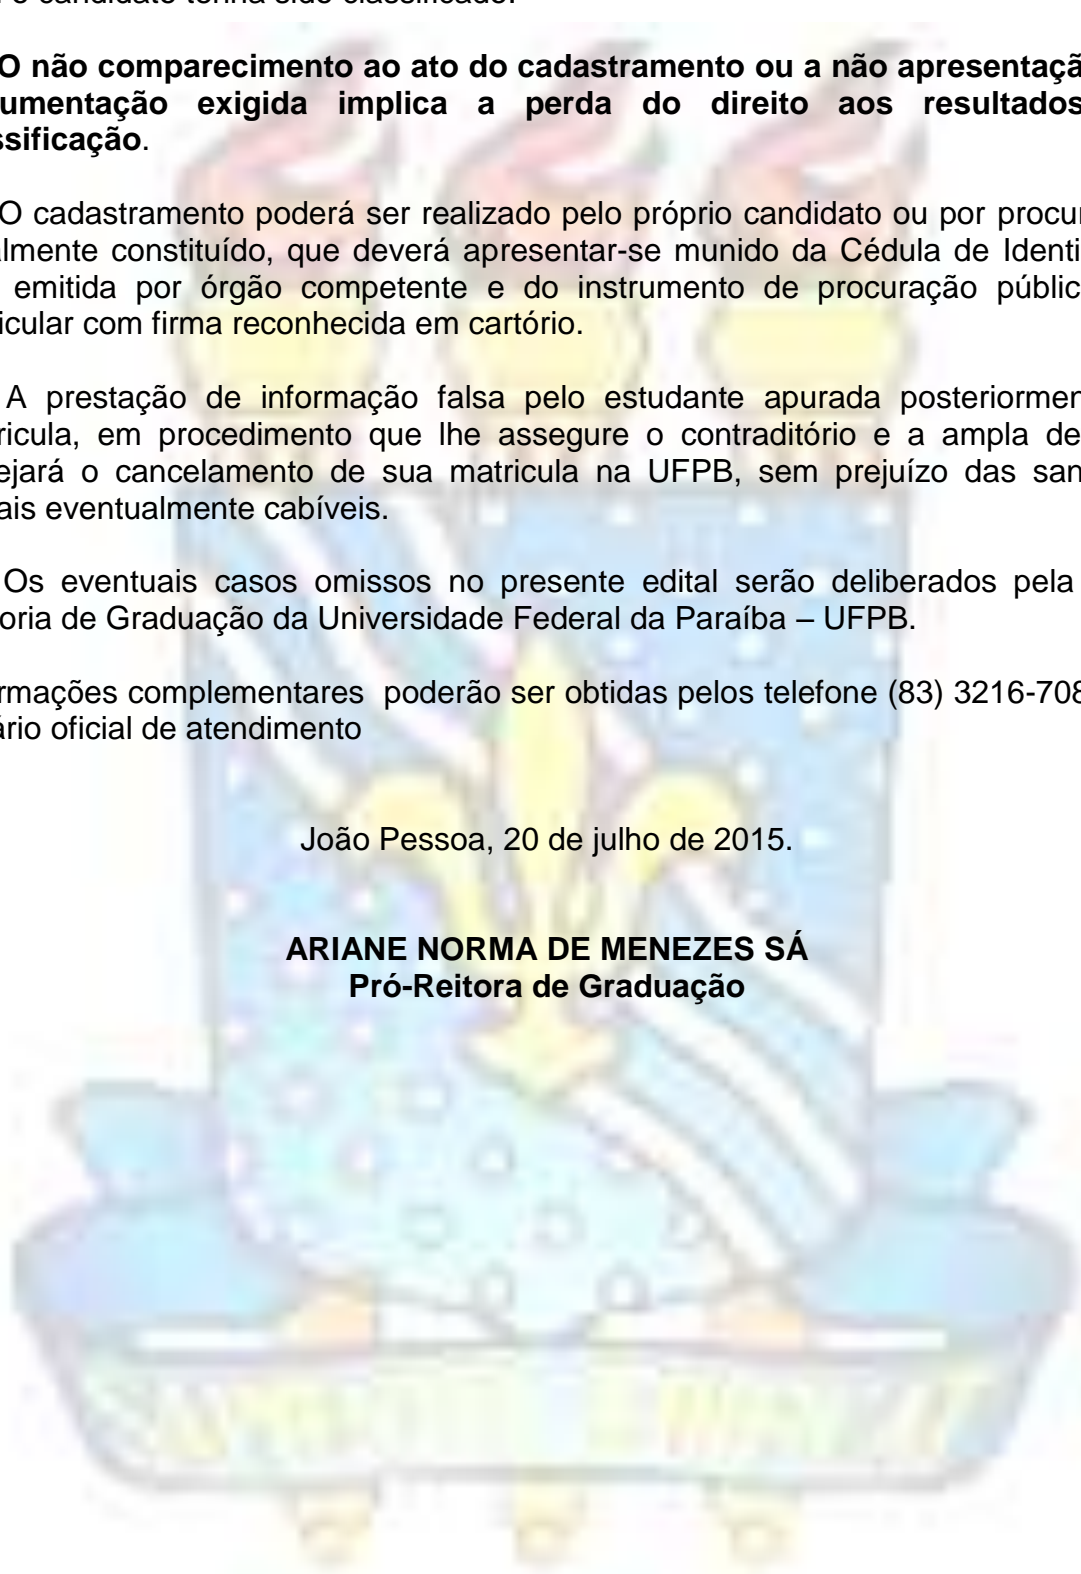 o candidato tenha sido classificado.
O não comparecimento ao ato do cadastramento ou a não apresentaçã
umentação exigida implica a perda do direito aos resultados
ssificação.
O cadastramento poderá ser realizado pelo próprio candidato ou por procur
almente constituído, que deverá apresentar-se munido da Cédula de Identi
emitida por órgão competente e do instrumento de procuração públic
icular com firma reconhecida em cartório.
A prestação de informação falsa pelo estudante apurada posteriormen
ricula, em procedimento que lhe assegure o contraditório e a ampla de
ejará o cancelamento de sua matricula na UFPB, sem prejuízo das san
ais eventualmente cabíveis.
Os eventuais casos omissos no presente edital serão deliberados pela
oria de Graduação da Universidade Federal da Paraíba – UFPB.
rmações complementares poderão ser obtidas pelos telefone (83) 3216-708
ário oficial de atendimento
João Pessoa, 20 de julho de 2015.
ARIANE NORMA DE MENEZES SÁ
Pró-Reitora de Graduação